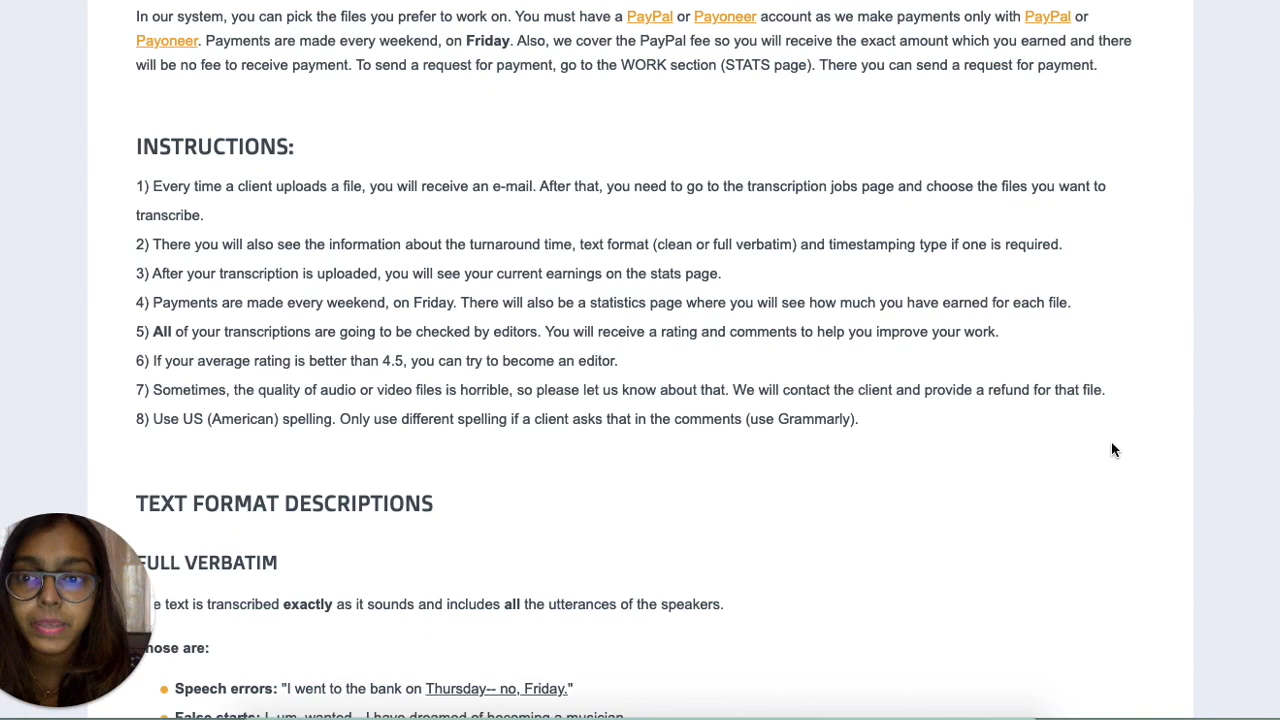 In our system, you can pick the files you prefer to work on. You must have a PayPal or Payoneer account as we make payments only with PayPal or
Payoneer. Payments are made every weekend, on Friday. Also, we cover the PayPal fee so you will receive the exact amount which you earned and there
will be no fee to receive payment. To send a request for payment, go to the WORK section (STATS page). There you can send a request for payment.
INSTRUCTIONS:
1) Every time a client uploads a file, you will receive an e-mail. After that, you need to go to the transcription jobs page and choose the files you want to
transcribe.
2) There you will also see the information about the turnaround time, text format (clean or full verbatim) and timestamping type if one is required.
3) After your transcription is uploaded, you will see your current earnings on the stats page.
4) Payments are made every weekend, on Friday. There will also be a statistics page where you will see how much you have earned for each file.
5) All of your transcriptions are going to be checked by editors. You will receive a rating and comments to help you improve your work.
6) If your average rating is better than 4.5, you can try to become an editor.
7) Sometimes, the quality of audio or video files is horrible, so please let us know about that. We will contact the client and provide a refund for that file.
8) Use US (American) spelling. Only use different spelling if a client asks that in the comments (use Grammarly).
TEXT FORMAT DESCRIPTIONS
FULL VERBATIM
text is transcribed exactly as it sounds and includes all the utterances of the speakers.
hose are:
Speech errors: "I went to the bank on Thursday-- no, Friday."
False starts: I, um, wanted-- I have dreamed of becoming a musician.